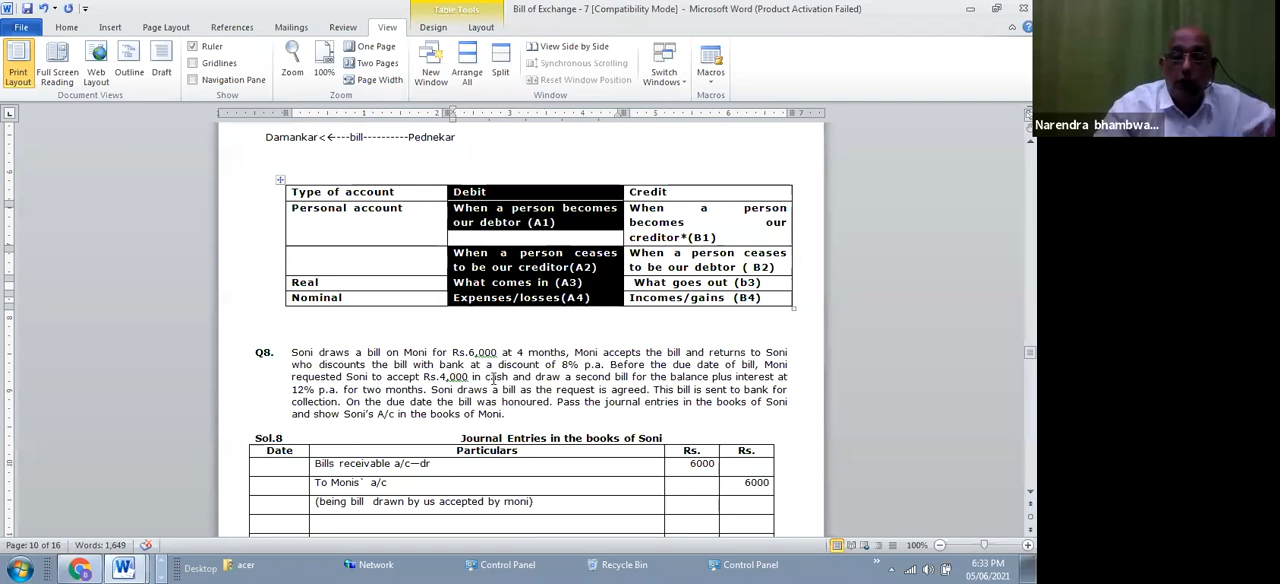 Table Tools
Bill of Exchange - 7 [Compatibility Mode] - Microsoft Word (Product Activation Failed)
File Home Insert Page Layout References Mailings Review View Design Layout
Print Layout
Full Screen Reading
Web Layout
Outline
Draft
Document Views
Ruler
Gridlines
Navigation Pane
Show
Zoom
100%
One Page
Two Pages
Page Width
Zoom
New Window
Arrange All
Split
View Side by Side
Synchronous Scrolling
Reset Window Position
Window
Switch Windows
Macros
Macros
Narendra bhambwa...
1 2 3 4 5 6 7
Damankar<←---bill----------Pednekar
Type of account Debit Credit
Personal account When a person becomes our debtor (A1) When a person becomes our creditor*(B1)
When a person ceases to be our creditor(A2) When a person ceases to be our debtor ( B2)
Real What comes in (A3) What goes out (b3)
Nominal Expenses/losses(A4) Incomes/gains (B4)
Q8. Soni draws a bill on Moni for Rs.6,000 at 4 months, Moni accepts the bill and returns to Soni
who discounts the bill with bank at a discount of 8% p.a. Before the due date of bill, Moni
requested Soni to accept Rs.4,000 in cash and draw a second bill for the balance plus interest at
12% p.a. for two months. Soni draws a bill as the request is agreed. This bill is sent to bank for
collection. On the due date the bill was honoured. Pass the journal entries in the books of Soni
and show Soni's A/c in the books of Moni.
Sol.8 Journal Entries in the books of Soni
Date Particulars Rs. Rs.
Bills receivable a/c—dr 6000
To Monis` a/c 6000
(being bill drawn by us accepted by moni)
Page: 10 of 16 Words: 1,649 100%
Desktop acer Network Control Panel Recycle Bin Control Panel
6:33 PM
05/06/2021